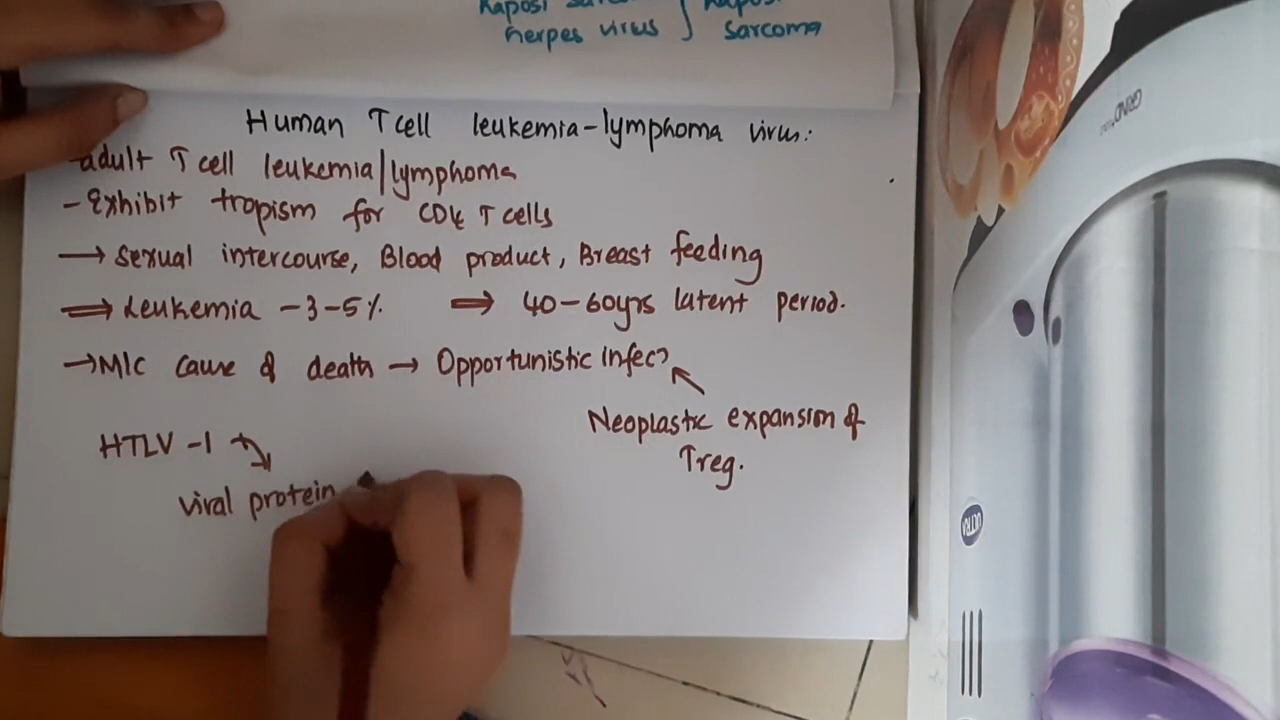 Kaposi
herpes virus } sarcoma
Human T cell leukemia-lymphoma virus:
adult T cell leukemia/lymphoma
- Exhibit tropism for CD4 T cells
→ Sexual intercourse, Blood product, Breast feeding
⇒ Leukemia - 3-5% ⇒ 40-60yrs latent period.
→ M/c cause of death → Opportunistic infecⁿ
Neoplastic expansion of
Treg.
HTLV -1
viral protein